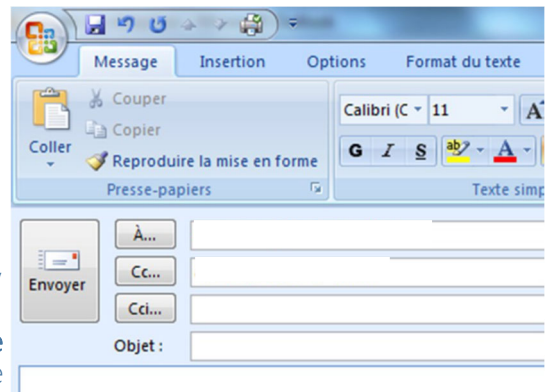 Message Insertion Options Format du texte
Couper
Copier
Coller
Reproduire la mise en forme
Presse-papiers
Calibri (C 11 A
G I S ab A
Texte simp
Envoyer
À...
Cc...
Cci...
Objet :
e
e